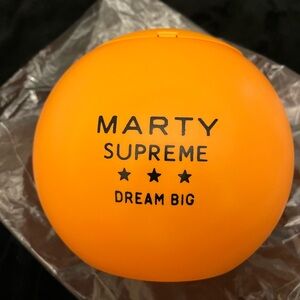 MARTY
SUPREME
★ ★ ★
DREAM BIG